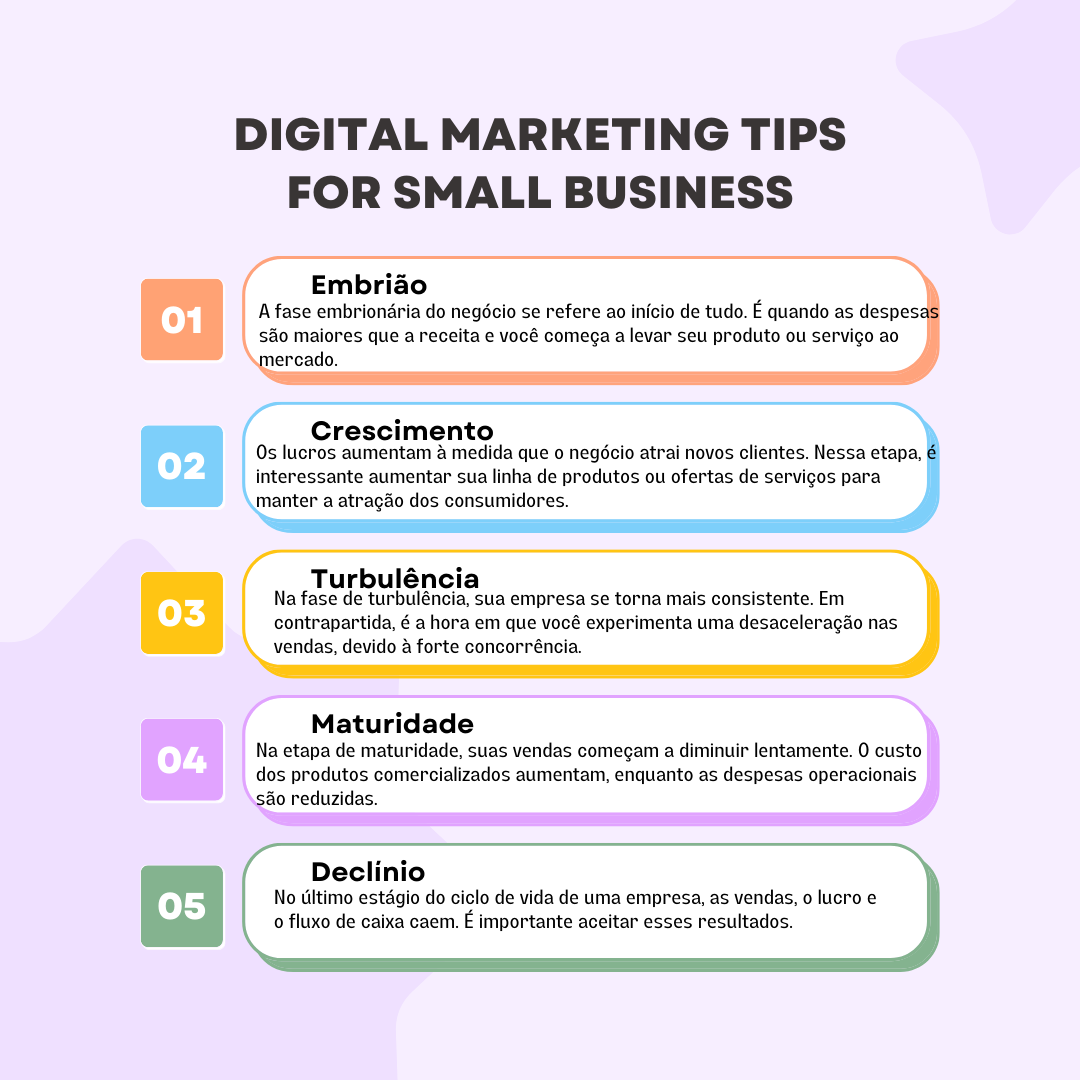 DIGITAL MARKETING TIPS
FOR SMALL BUSINESS
01
Embrião
A fase embrionária do negócio se refere ao início de tudo. É quando as despesas
são maiores que a receita e você começa a levar seu produto ou serviço ao
mercado.
02
Crescimento
Os lucros aumentam à medida que o negócio atrai novos clientes. Nessa etapa, é
interessante aumentar sua linha de produtos ou ofertas de serviços para
manter a atração dos consumidores.
03
Turbulência
Na fase de turbulência, sua empresa se torna mais consistente. Em
contrapartida, é a hora em que você experimenta uma desaceleração nas
vendas, devido à forte concorrência.
04
Maturidade
Na etapa de maturidade, suas vendas começam a diminuir lentamente. O custo
dos produtos comercializados aumentam, enquanto as despesas operacionais
são reduzidas.
05
Declínio
No último estágio do ciclo de vida de uma empresa, as vendas, o lucro e
o fluxo de caixa caem. É importante aceitar esses resultados.